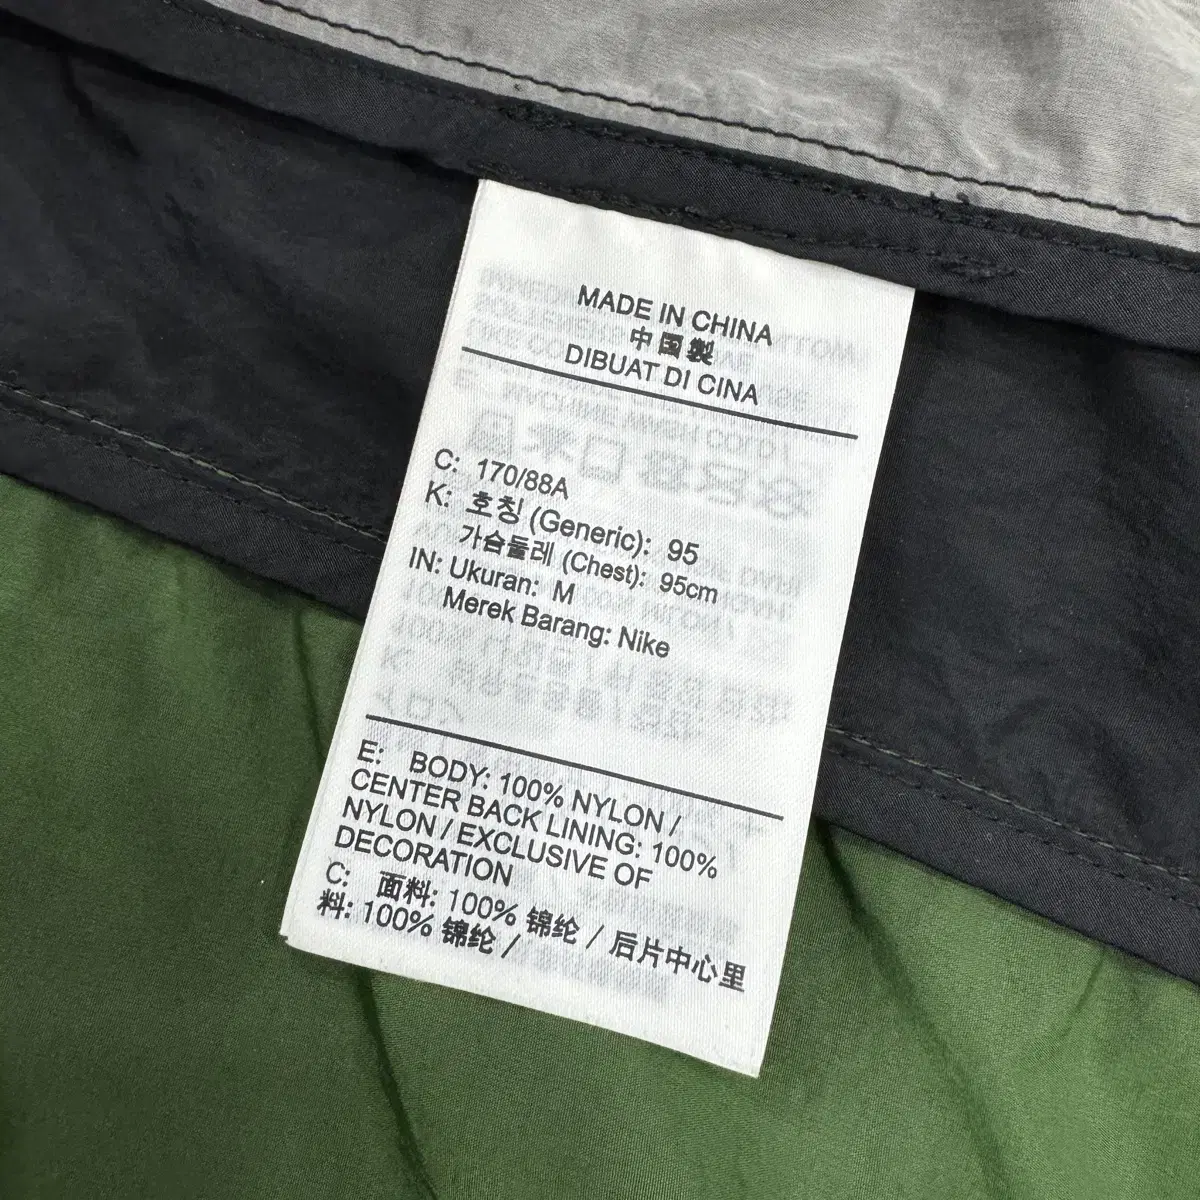 MADE IN CHINA
中国製
DIBUAT DI CINA
C: 170/88A
K: 호칭 (Generic): 95
가슴둘레 (Chest): 95cm
IN: Ukuran: M
Merek Barang: Nike
E: BODY: 100% NYLON /
CENTER BACK LINING: 100%
NYLON / EXCLUSIVE OF
DECORATION
C: 面料: 100% 锦纶 / 后片中心里
料: 100% 锦纶 /